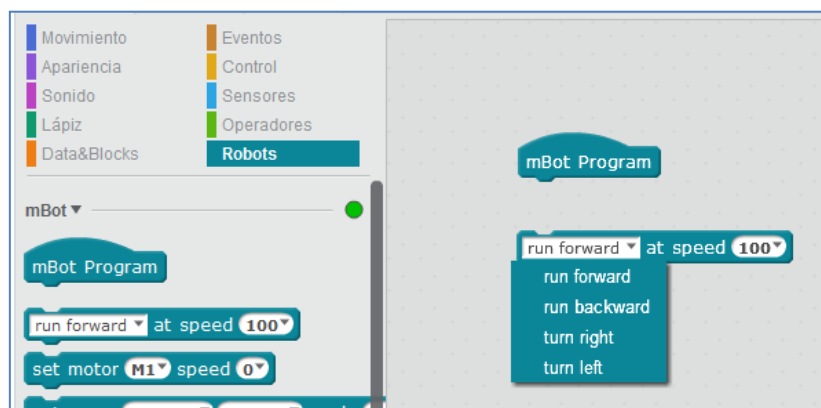 Movimiento
Eventos
Apariencia
Control
Sonido
Sensores
Lápiz
Operadores
Data&Blocks
Robots
mBot
mBot Program
run forward at speed 100
set motor M1 speed 0
mBot Program
run forward at speed 100
run forward
run backward
turn right
turn left